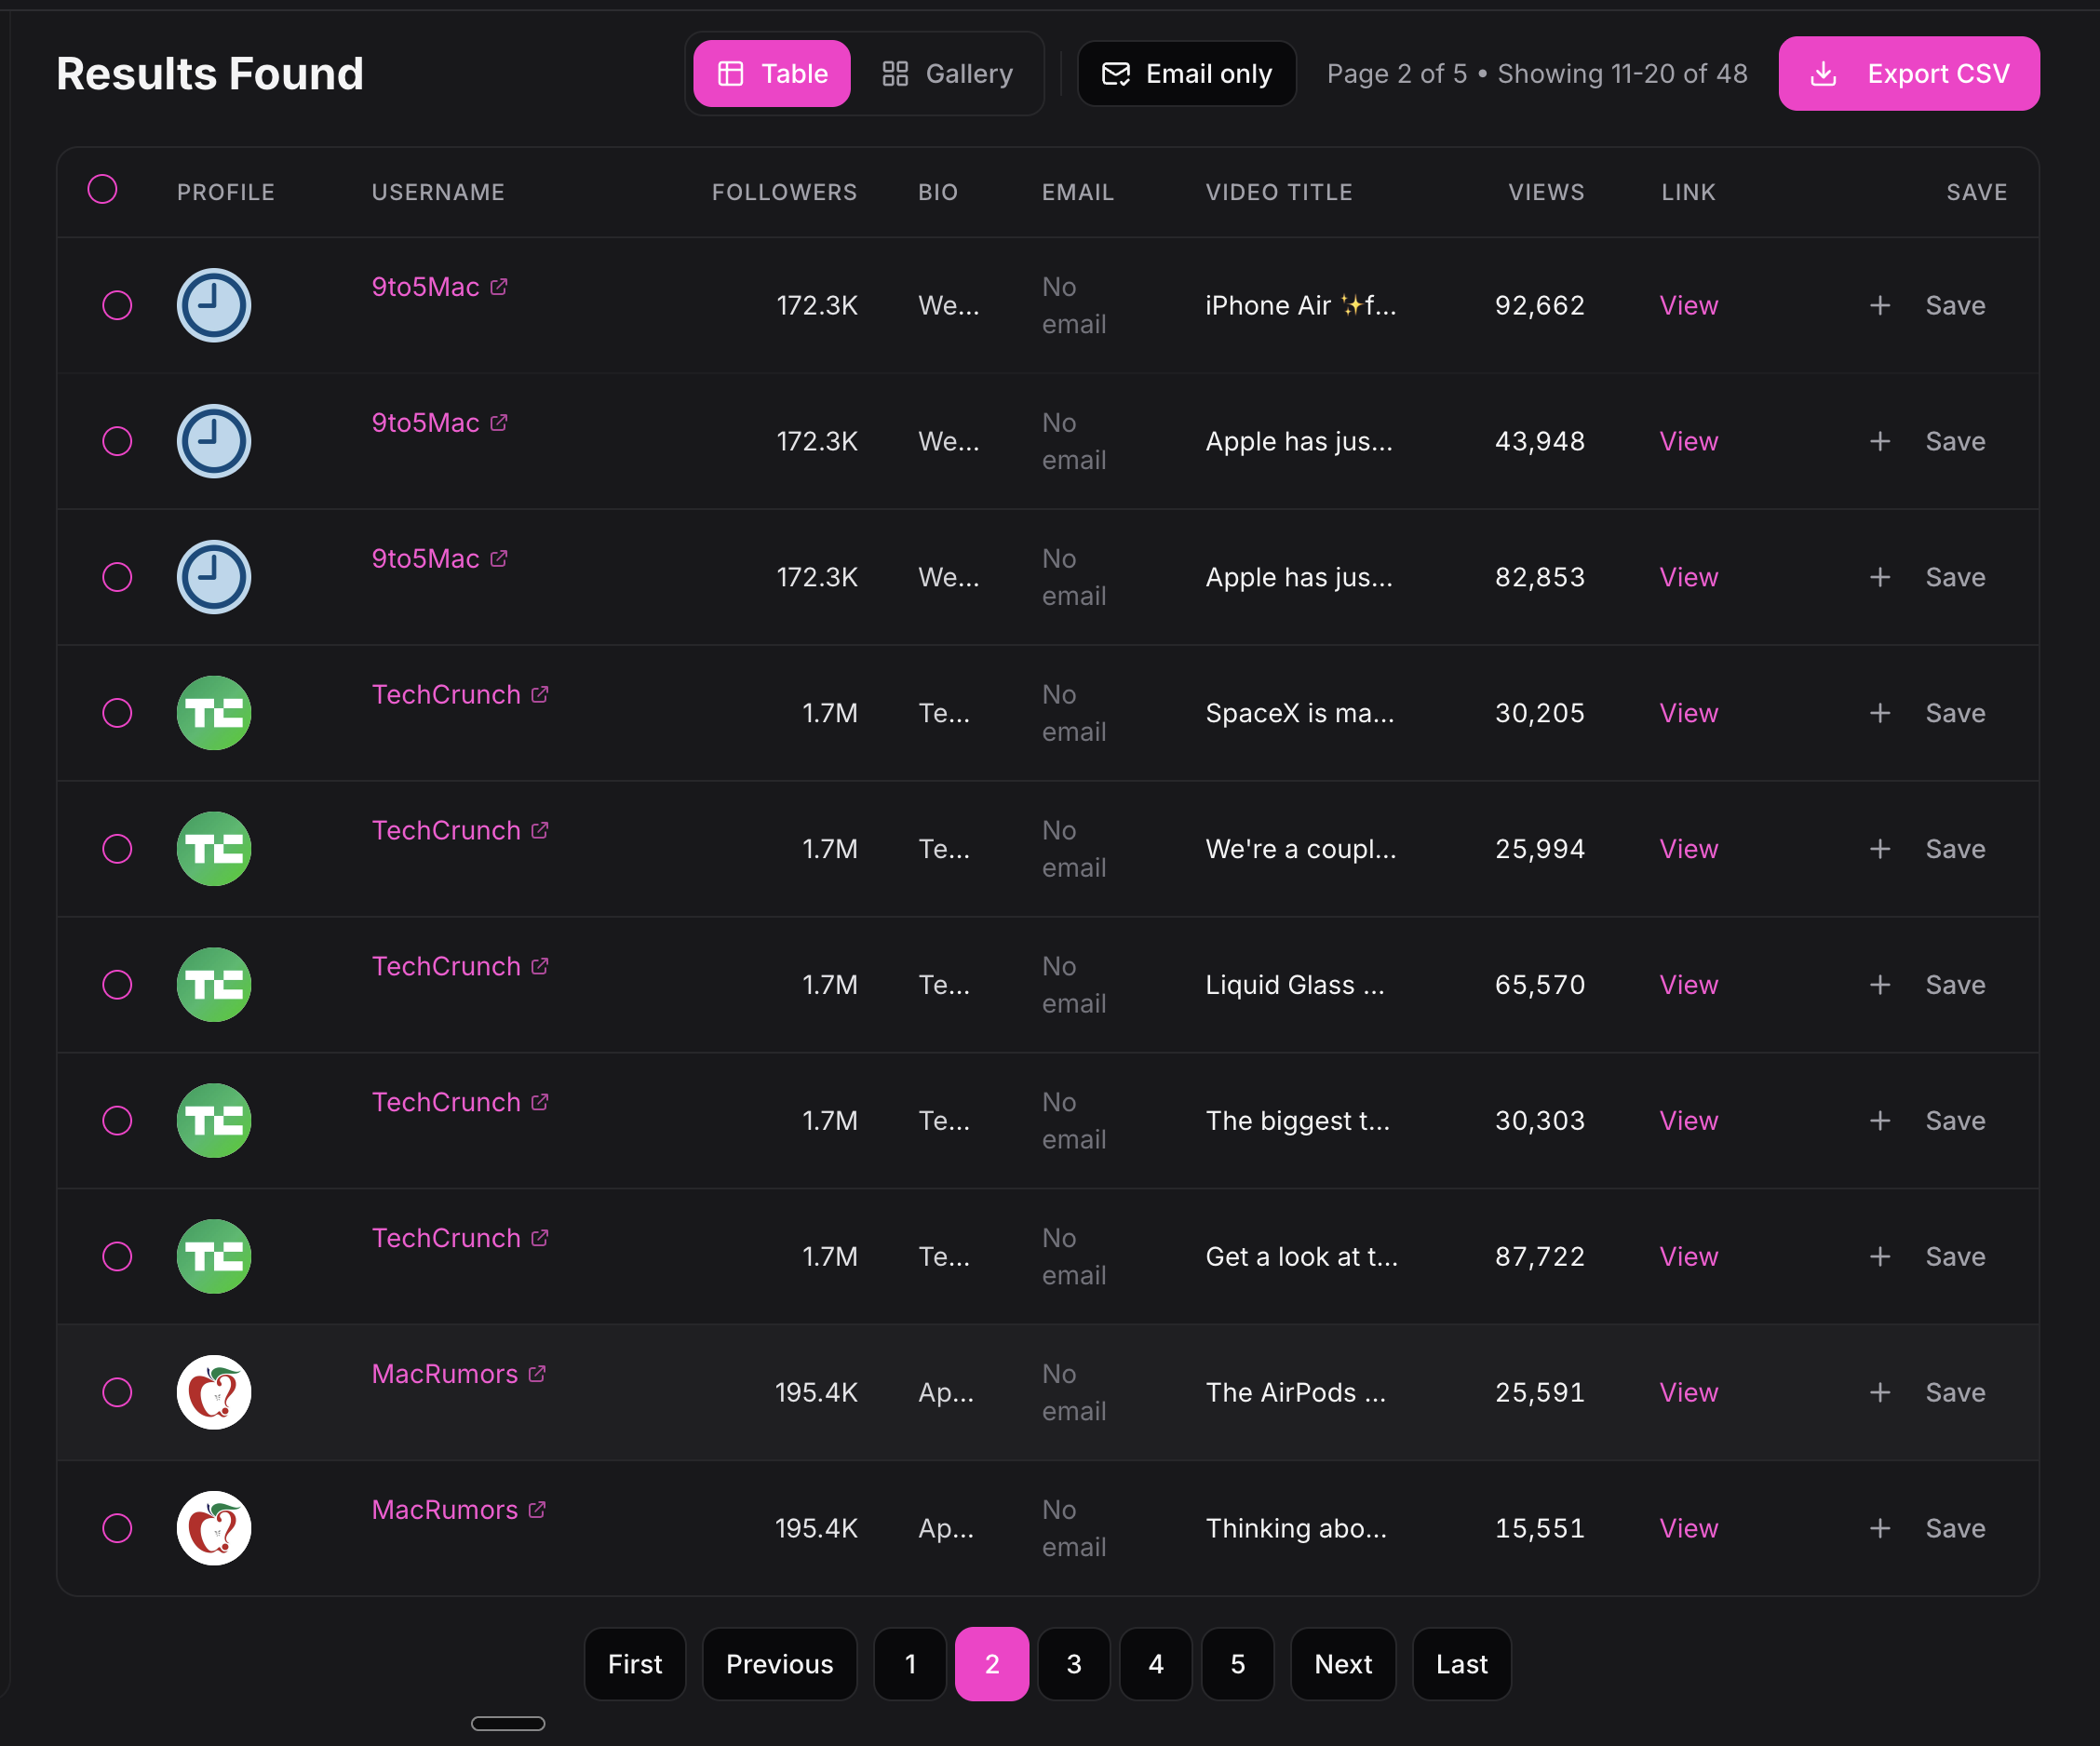 Results Found
Table
Gallery
Email only
Page 2 of 5 • Showing 11-20 of 48
Export CSV
PROFILE USERNAME FOLLOWERS BIO EMAIL VIDEO TITLE VIEWS LINK SAVE
9to5Mac 172.3K We... No email iPhone Air ✨f... 92,662 View + Save
9to5Mac 172.3K We... No email Apple has jus... 43,948 View + Save
9to5Mac 172.3K We... No email Apple has jus... 82,853 View + Save
TC TechCrunch 1.7M Te... No email SpaceX is ma... 30,205 View + Save
TC TechCrunch 1.7M Te... No email We're a coupl... 25,994 View + Save
TC TechCrunch 1.7M Te... No email Liquid Glass ... 65,570 View + Save
TC TechCrunch 1.7M Te... No email The biggest t... 30,303 View + Save
TC TechCrunch 1.7M Te... No email Get a look at t... 87,722 View + Save
MacRumors 195.4K Ap... No email The AirPods ... 25,591 View + Save
MacRumors 195.4K Ap... No email Thinking abo... 15,551 View + Save
First Previous 1 2 3 4 5 Next Last